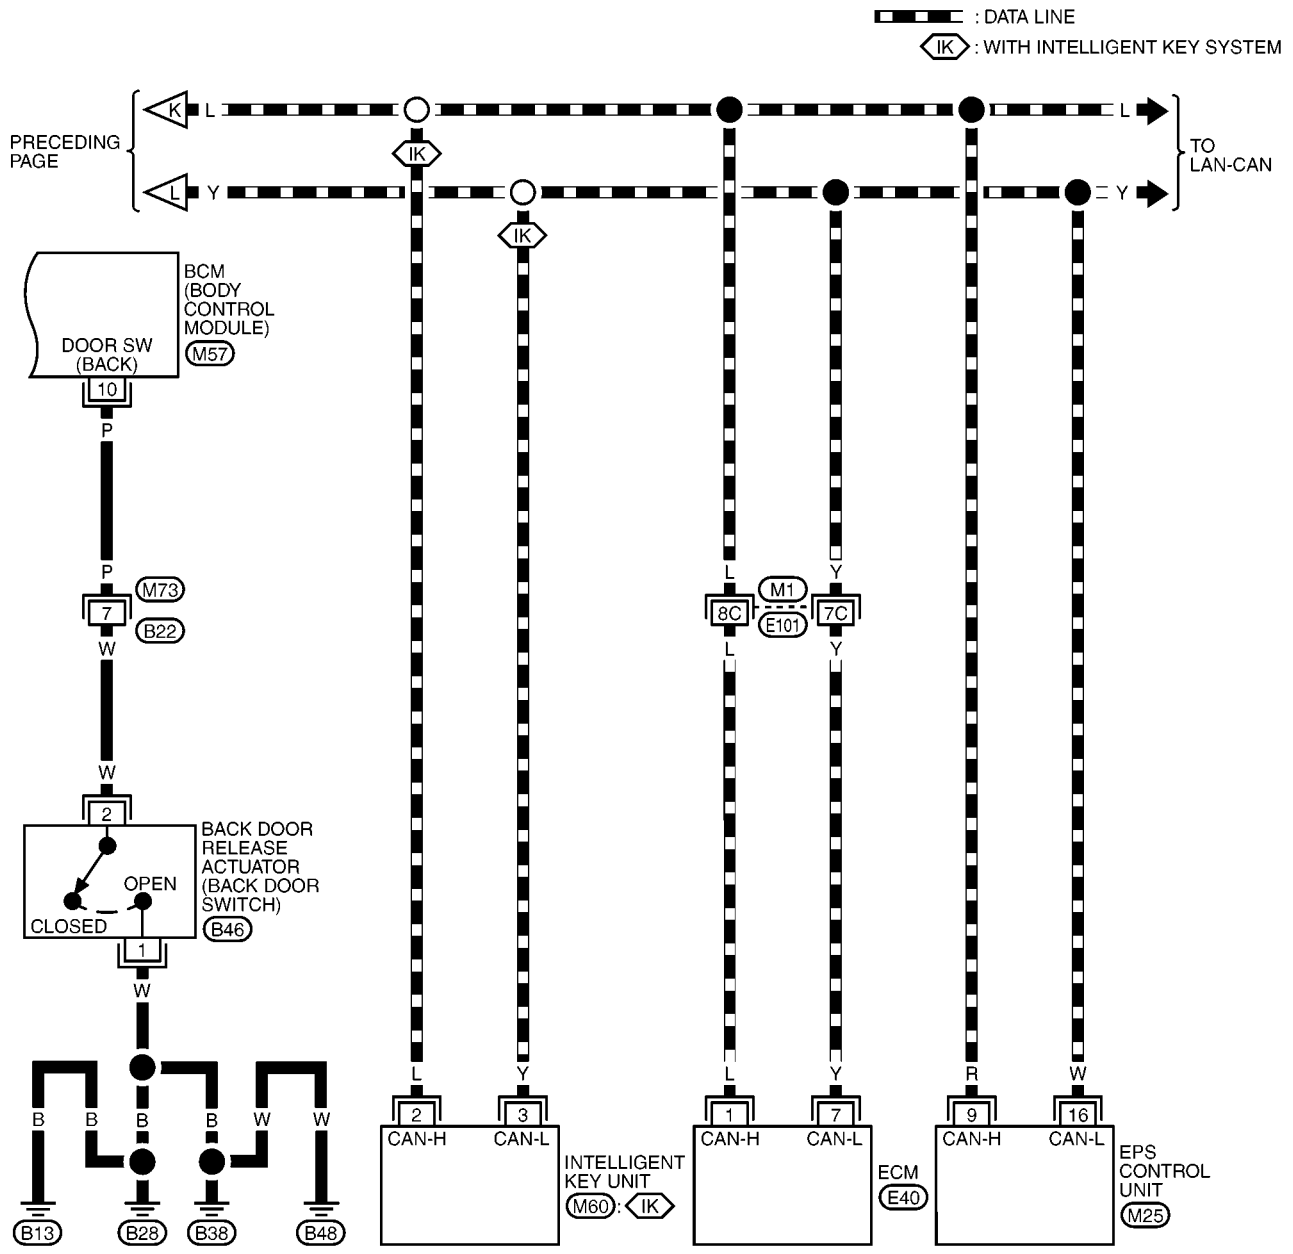 : DATA LINE
IK : WITH INTELLIGENT KEY SYSTEM
PRECEDING
PAGE
K L
L
L Y
Y
TO
LAN-CAN
IK
IK
BCM
(BODY
CONTROL
MODULE)
M57
DOOR SW
(BACK)
10
P
P
7
M73
B22
W
W
2
BACK DOOR
RELEASE
ACTUATOR
(BACK DOOR
SWITCH)
B46
OPEN
CLOSED
1
W
B B B B W W
B13 B28 B38 B48
L Y
8C M1 7C
E101
L Y
L Y L Y R W
2 3 1 7 9 16
CAN-H CAN-L CAN-H CAN-L CAN-H CAN-L
INTELLIGENT
KEY UNIT
M60 : IK
ECM
E40
EPS
CONTROL
UNIT
M25